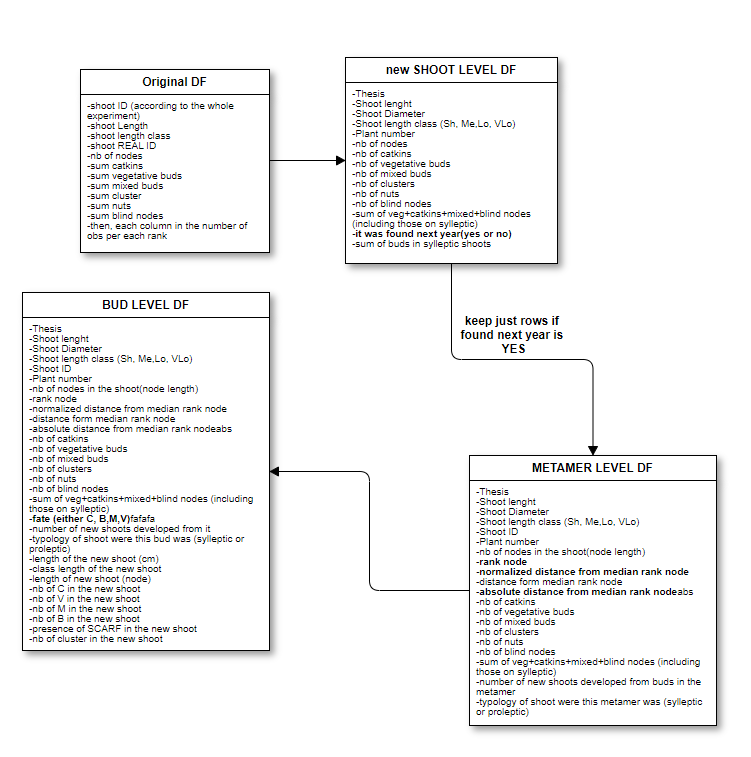 Original DF
-shoot ID (according to the whole
experiment)
-shoot Length
-shoot length class
-shoot REAL ID
-nb of nodes
-sum catkins
-sum vegetative buds
-sum mixed buds
-sum cluster
-sum nuts
-sum blind nodes
-then, each column in the number of
obs per each rank
new SHOOT LEVEL DF
-Thesis
-Shoot lenght
-Shoot Diameter
-Shoot length class (Sh, Me,Lo, VLo)
-Plant number
-nb of nodes
-nb of catkins
-nb of vegetative buds
-nb of mixed buds
-nb of clusters
-nb of nuts
-nb of blind nodes
-sum of veg+catkins+mixed+blind nodes
(including those on sylleptic)
-it was found next year(yes or no)
-sum of buds in sylleptic shoots
keep just rows if
found next year is
YES
BUD LEVEL DF
-Thesis
-Shoot lenght
-Shoot Diameter
-Shoot length class (Sh, Me,Lo, VLo)
-Shoot ID
-Plant number
-nb of nodes in the shoot(node length)
-rank node
-normalized distance from median rank node
-distance form median rank node
-absolute distance from median rank nodeabs
-nb of catkins
-nb of vegetative buds
-nb of mixed buds
-nb of clusters
-nb of nuts
-nb of blind nodes
-sum of veg+catkins+mixed+blind nodes (including
those on sylleptic)
-fate (either C, B,M,V)fafafa
-number of new shoots developed from it
-typology of shoot were this bud was (sylleptic or
proleptic)
-length of the new shoot (cm)
-class length of the new shoot
-length of new shoot (node)
-nb of C in the new shoot
-nb of V in the new shoot
-nb of M in the new shoot
-nb of B in the new shoot
-presence of SCARF in the new shoot
-nb of cluster in the new shoot
METAMER LEVEL DF
-Thesis
-Shoot lenght
-Shoot Diameter
-Shoot length class (Sh, Me,Lo, VLo)
-Shoot ID
-Plant number
-nb of nodes in the shoot(node length)
-rank node
-normalized distance from median rank node
-distance form median rank node
-absolute distance from median rank nodeabs
-nb of catkins
-nb of vegetative buds
-nb of mixed buds
-nb of clusters
-nb of nuts
-nb of blind nodes
-sum of veg+catkins+mixed+blind nodes (including
those on sylleptic)
-number of new shoots developed from buds in the
metamer
-typology of shoot were this metamer was (sylleptic
or proleptic)